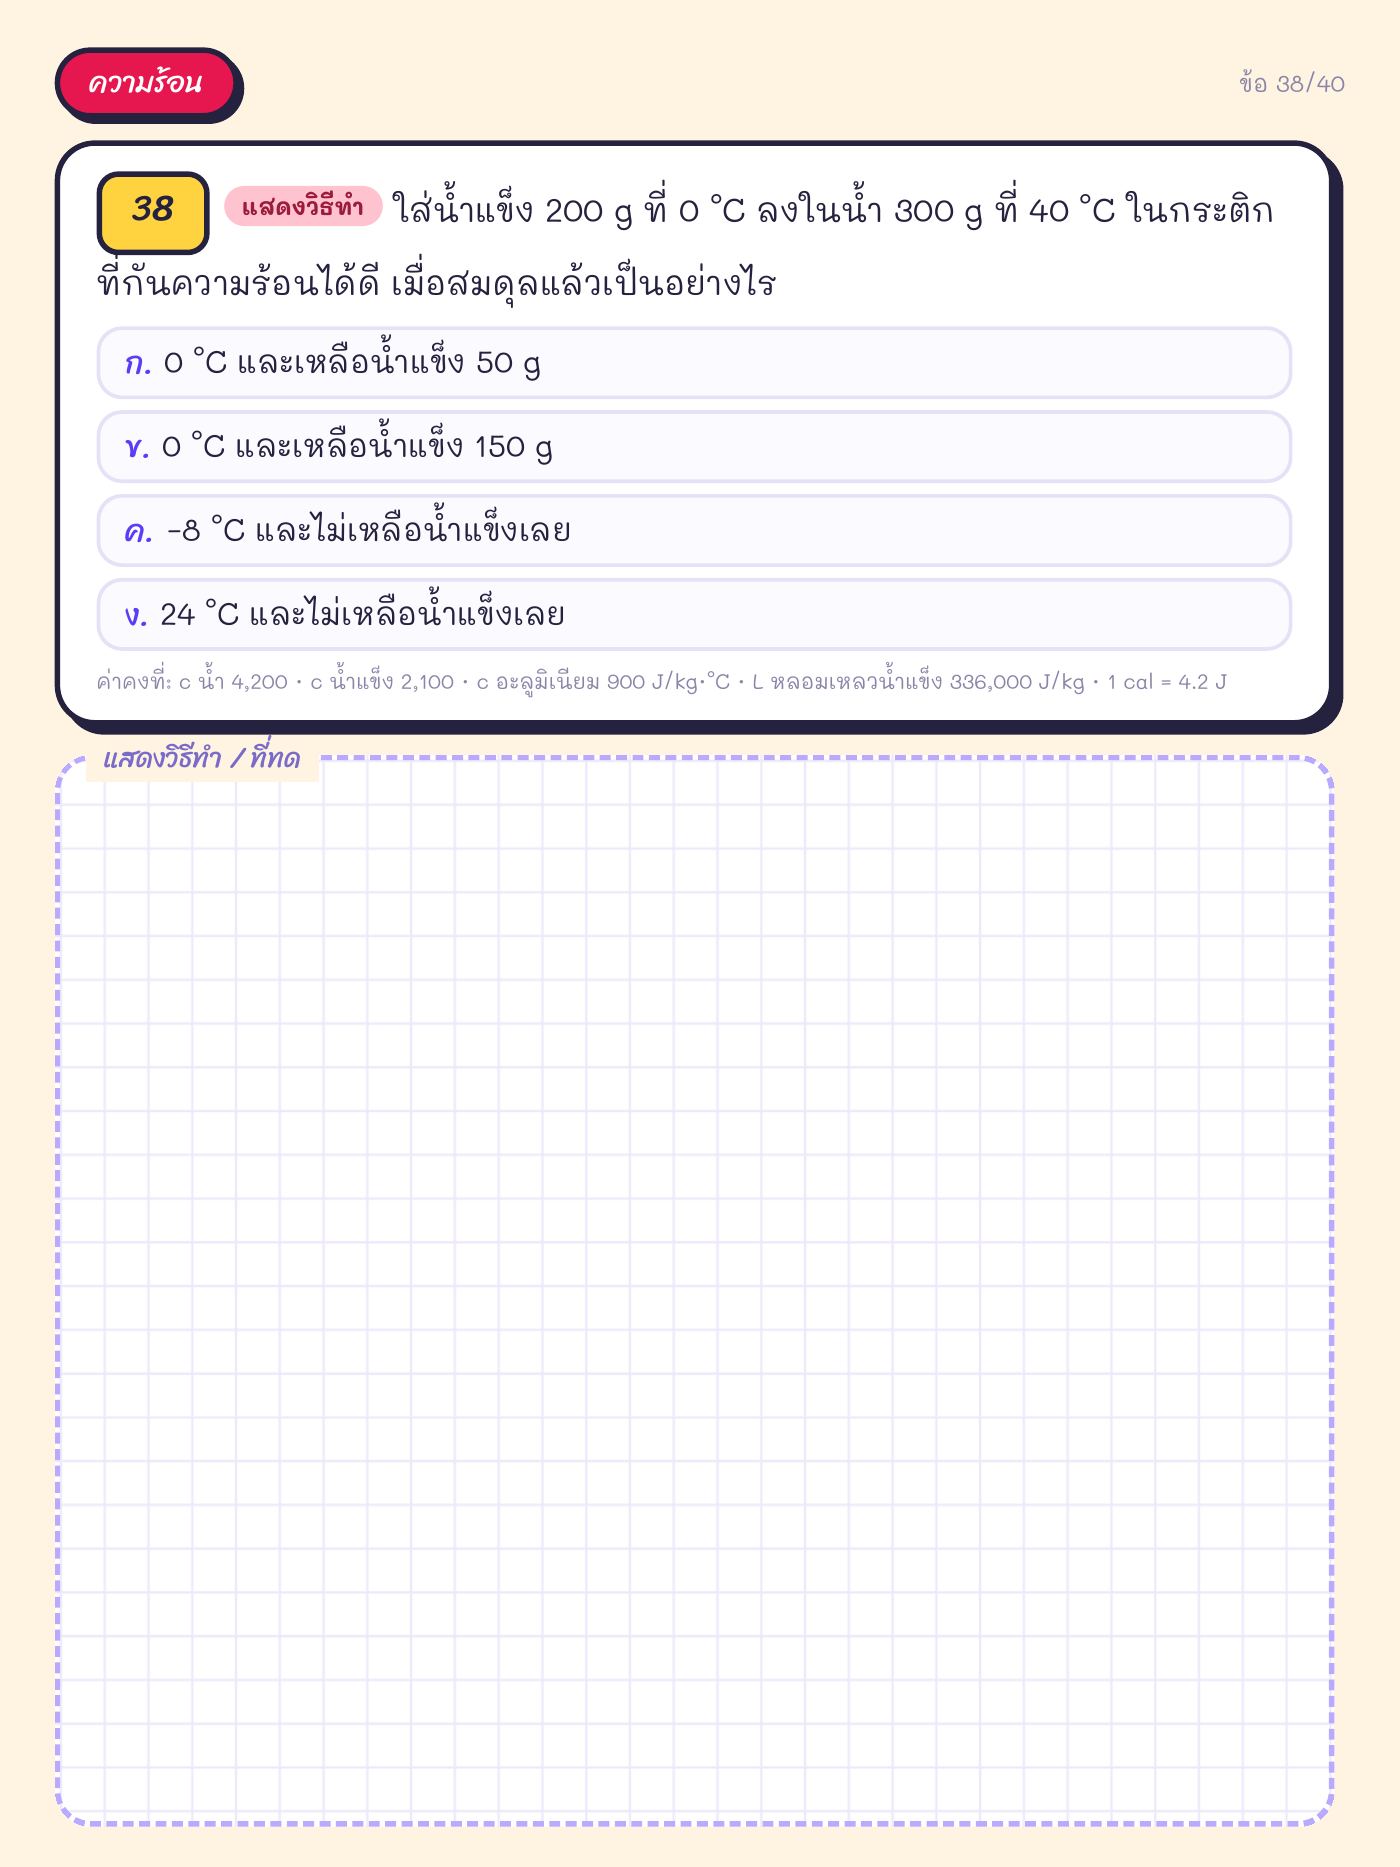 ความร้อน
ข้อ 38/40
38 แสดงวิธีทำ ใส่น้ำแข็ง 200 g ที่ 0 °C ลงในน้ำ 300 g ที่ 40 °C ในกระติก
ที่กันความร้อนได้ดี เมื่อสมดุลแล้วเป็นอย่างไร
ก. 0 °C และเหลือน้ำแข็ง 50 g
ข. 0 °C และเหลือน้ำแข็ง 150 g
ค. -8 °C และไม่เหลือน้ำแข็งเลย
ง. 24 °C และไม่เหลือน้ำแข็งเลย
ค่าคงที่: c น้ำ 4,200 · c น้ำแข็ง 2,100 · c อะลูมิเนียม 900 J/kg·°C · L หลอมเหลวน้ำแข็ง 336,000 J/kg · 1 cal = 4.2 J
แสดงวิธีทำ / ที่ทด